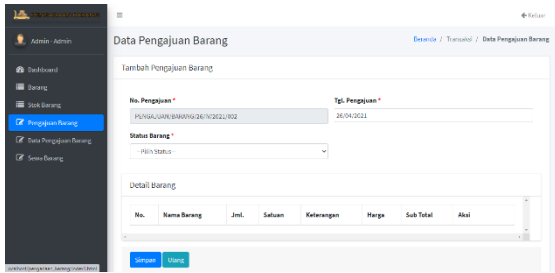 Keluar
Admin - Admin
Data Pengajuan Barang
Beranda / Transaksi / Data Pengajuan Barang
Dashboard
Tambah Pengajuan Barang
Barang
Stok Barang
No. Pengajuan *
Tgl. Pengajuan *
Pengajuan Barang
PENGAJUAN/BARANG/26/IV/2021/002
26/04/2021
Data Pengajuan Barang
Status Barang *
Sewa Barang
- Pilih Status -
Detail Barang
No. Nama Barang Jml. Satuan Keterangan Harga Sub Total Aksi
Simpan Ulang